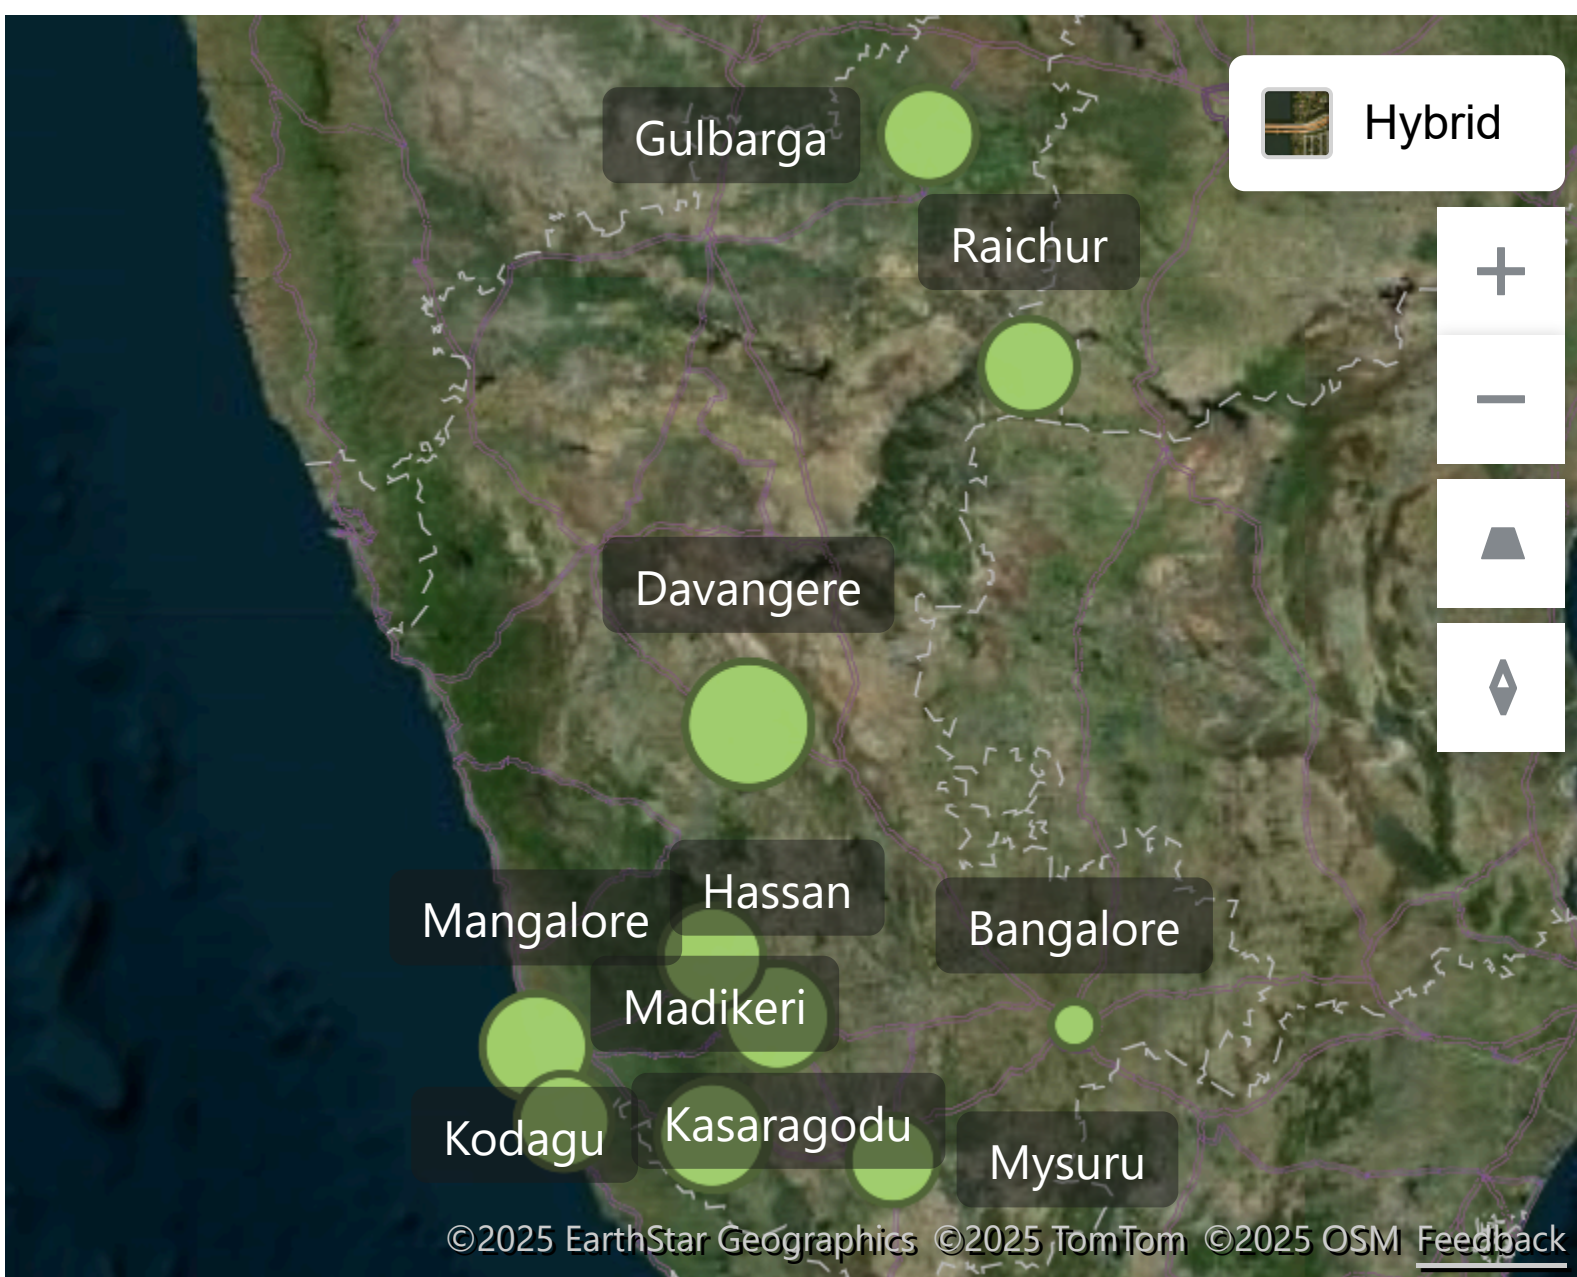 Hybrid
Gulbarga
Raichur
Davangere
Hassan
Mangalore
Bangalore
Madikeri
Kasaragodu
Kodagu
Mysuru
©2025 EarthStar Geographics ©2025 TomTom ©2025 OSM Feedback